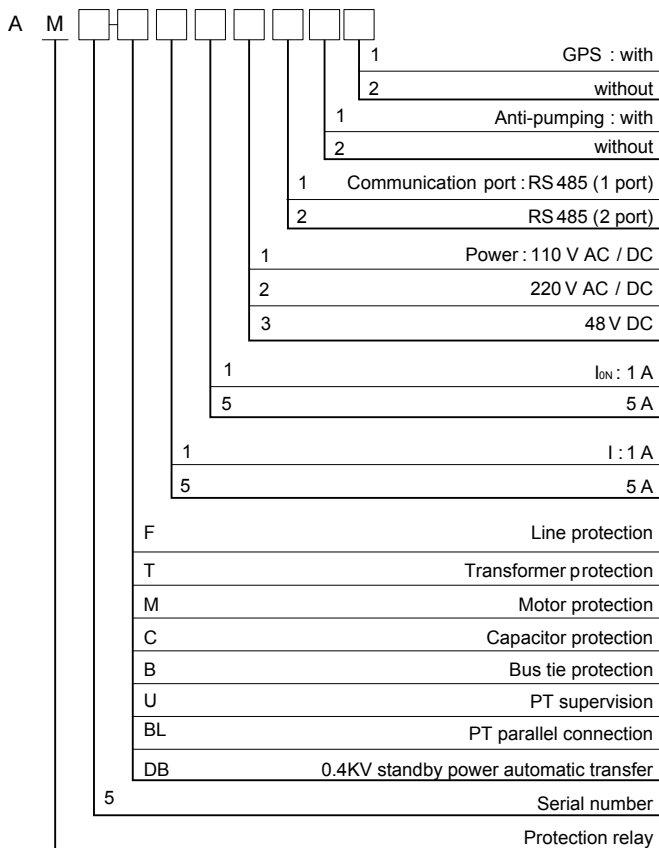 A M -
1 GPS : with
2 without
1 Anti-pumping : with
2 without
1 Communication port : RS 485 (1 port)
2 RS 485 (2 port)
1 Power : 110 V AC / DC
2 220 V AC / DC
3 48 V DC
1 I0N : 1 A
5 5 A
1 I : 1 A
5 5 A
F Line protection
T Transformer protection
M Motor protection
C Capacitor protection
B Bus tie protection
U PT supervision
BL PT parallel connection
DB 0.4KV standby power automatic transfer
5 Serial number
Protection relay